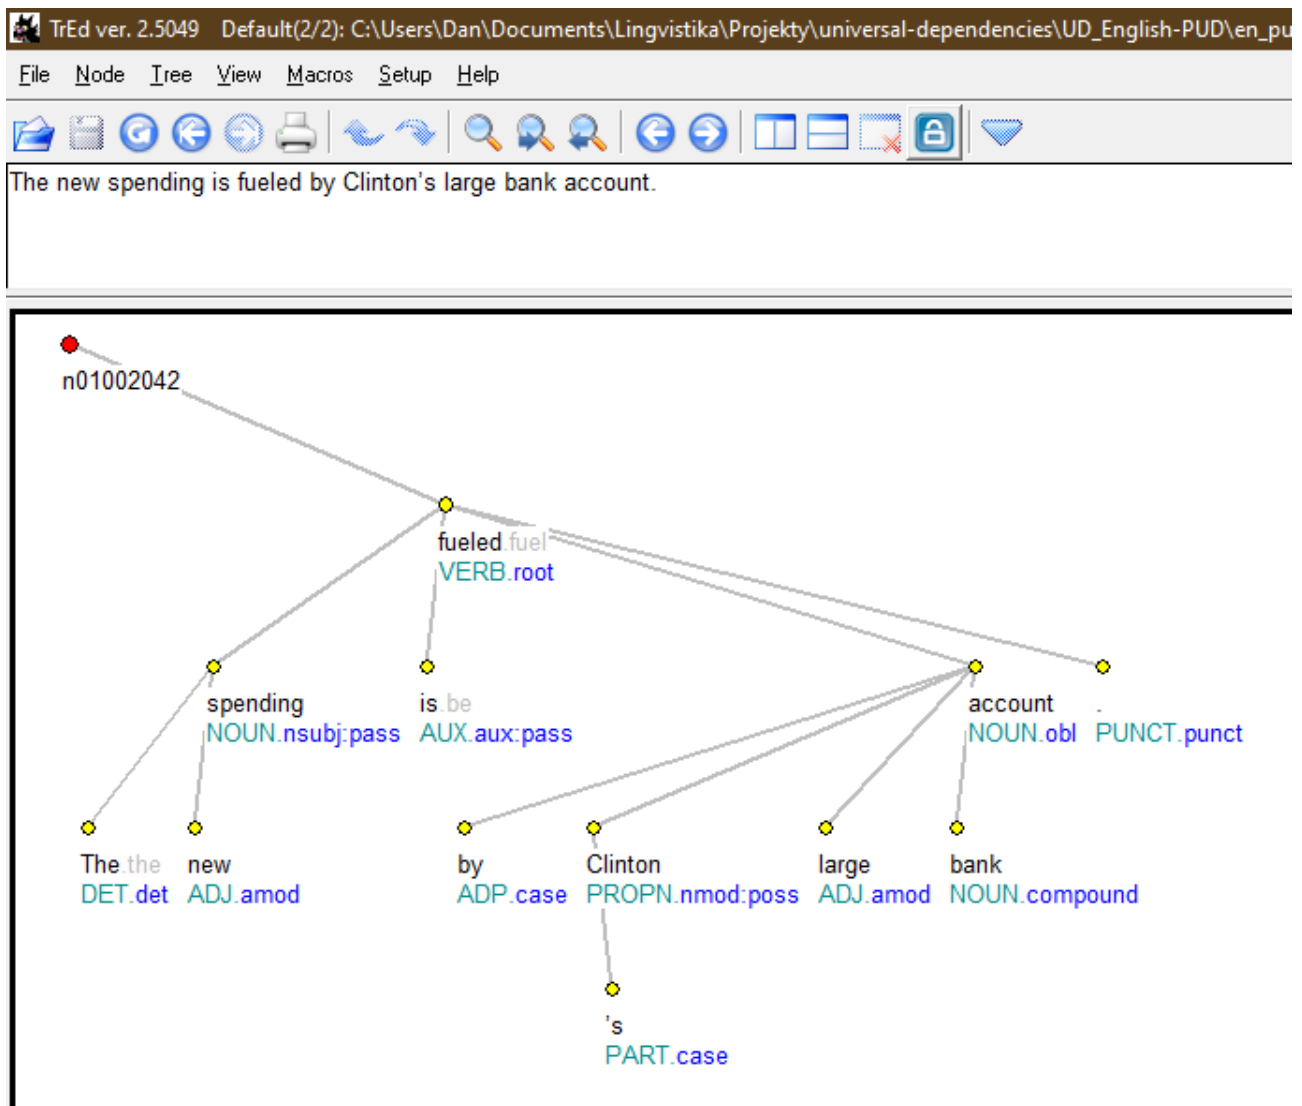 TrEd ver. 2.5049 Default(2/2): C:\Users\Dan\Documents\Lingvistika\Projekty\universal-dependencies\UD_English-PUD\en_pu
File Node Tree View Macros Setup Help
The new spending is fueled by Clinton's large bank account.
n01002042
fueled.fuel
VERB.root
spending is.be account .
NOUN.nsubj:pass AUX.aux:pass NOUN.obl PUNCT.punct
The.the new by Clinton large bank
DET.det ADJ.amod ADP.case PROPN.nmod:poss ADJ.amod NOUN.compound
's
PART.case